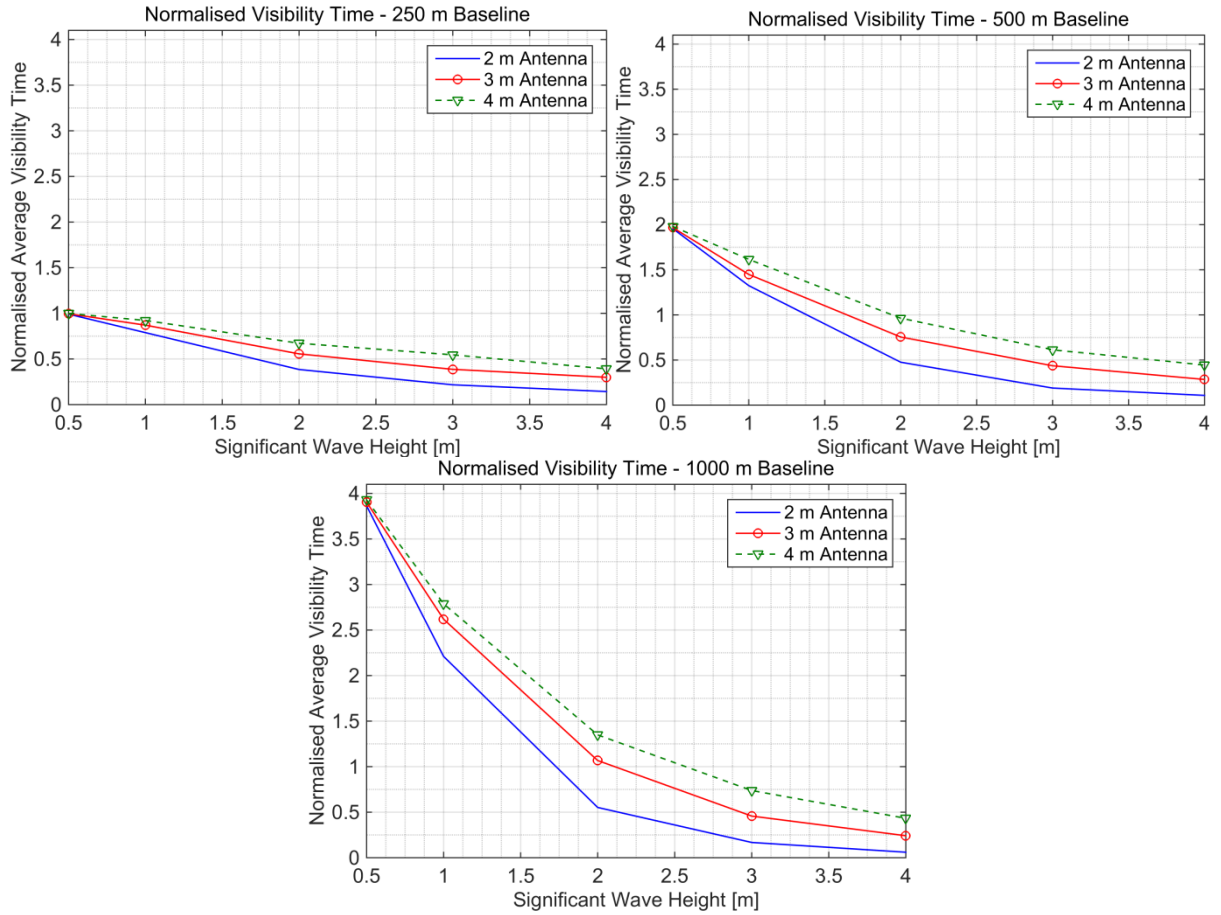 Normalised Visibility Time - 250 m Baseline
Normalised Average Visibility Time
4
3.5
3
2.5
2
1.5
1
0.5
0
2 m Antenna
3 m Antenna
4 m Antenna
0.5 1 1.5 2 2.5 3 3.5 4
Significant Wave Height [m]
Normalised Visibility Time - 500 m Baseline
Normalised Average Visibility Time
4
3.5
3
2.5
2
1.5
1
0.5
0
2 m Antenna
3 m Antenna
4 m Antenna
0.5 1 1.5 2 2.5 3 3.5 4
Significant Wave Height [m]
Normalised Visibility Time - 1000 m Baseline
Normalised Average Visibility Time
4
3.5
3
2.5
2
1.5
1
0.5
0
2 m Antenna
3 m Antenna
4 m Antenna
0.5 1 1.5 2 2.5 3 3.5 4
Significant Wave Height [m]